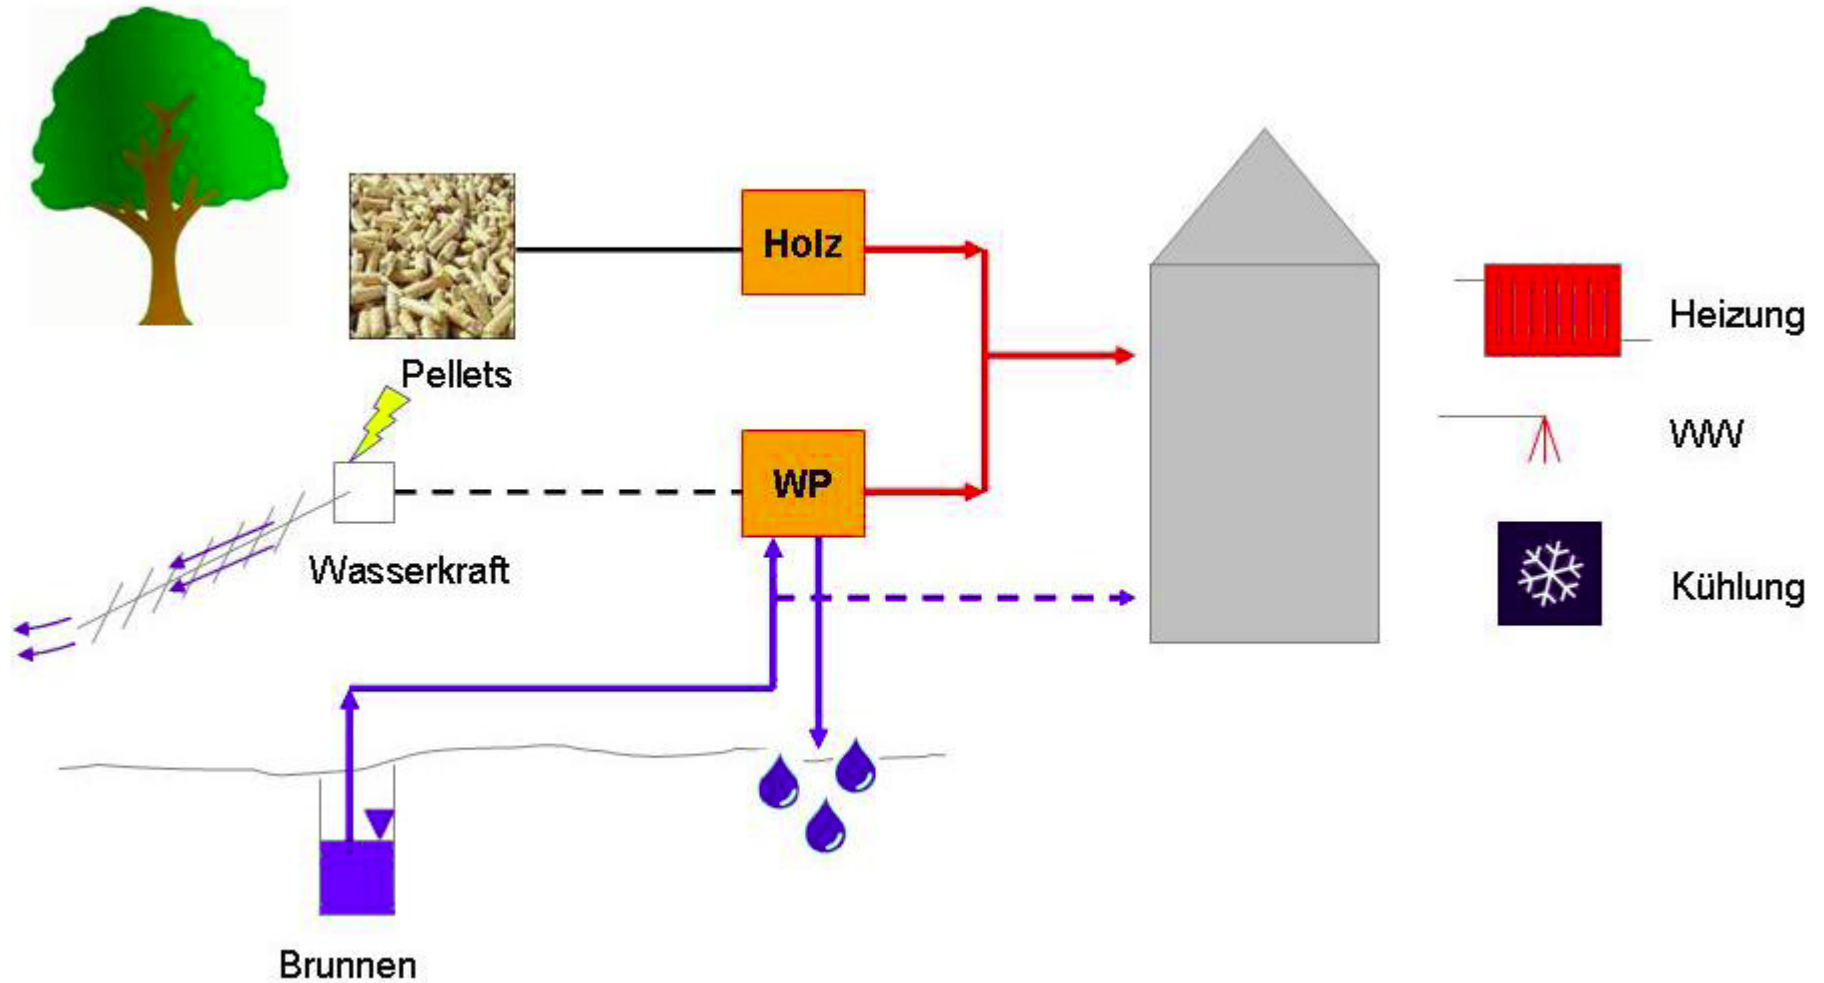 Holz
Heizung
Pellets
WW
WP
Wasserkraft
Kühlung
Brunnen